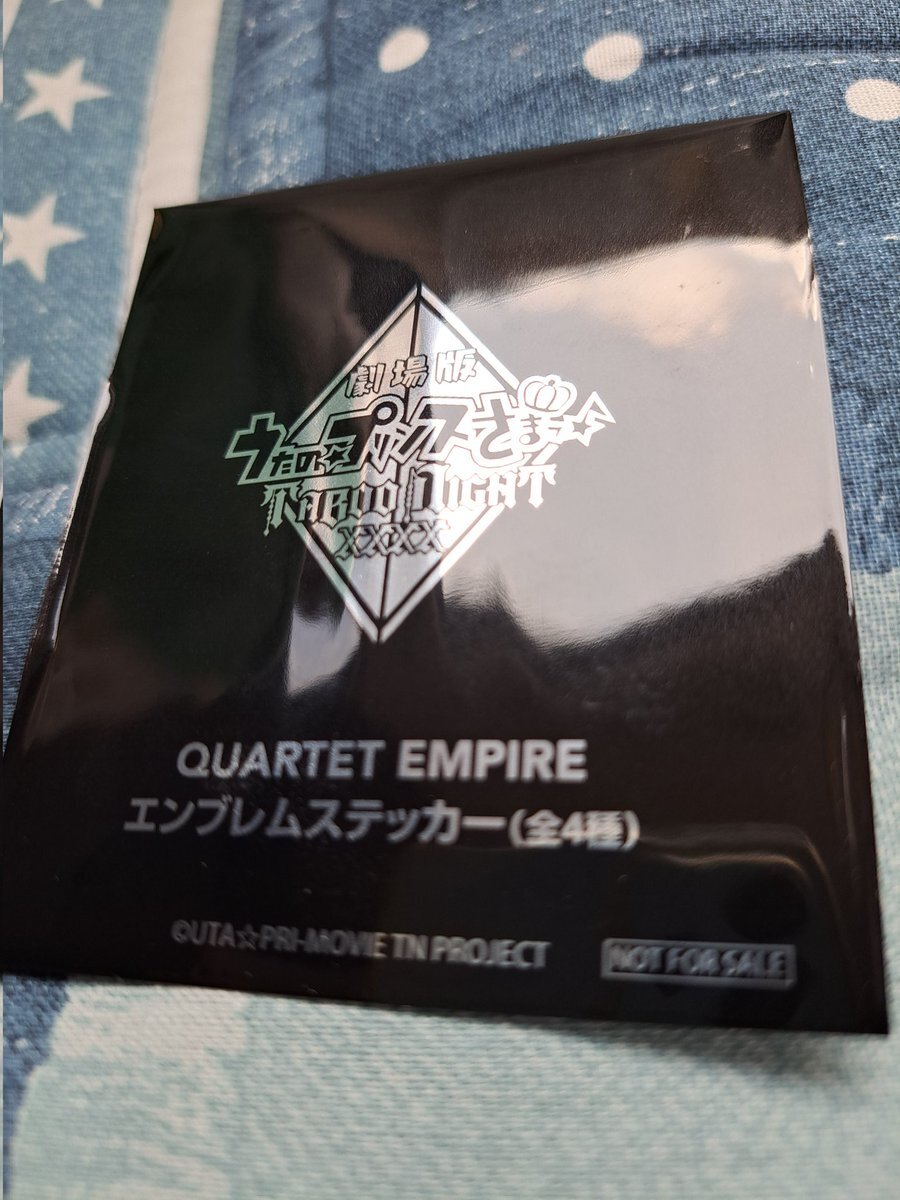 劇場版
うたの☆プリンスさまっ♪
TABOO NIGHT
XXXX
QUARTET EMPIRE
エンブレムステッカー(全4種)
©UTA☆PRI-MOVIE TN PROJECT
NOT FOR SALE